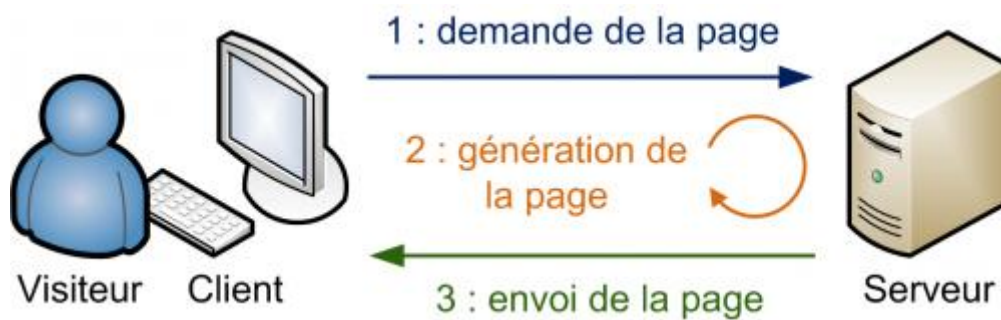 1 : demande de la page
2 : génération de
la page
3 : envoi de la page
Visiteur
Client
Serveur